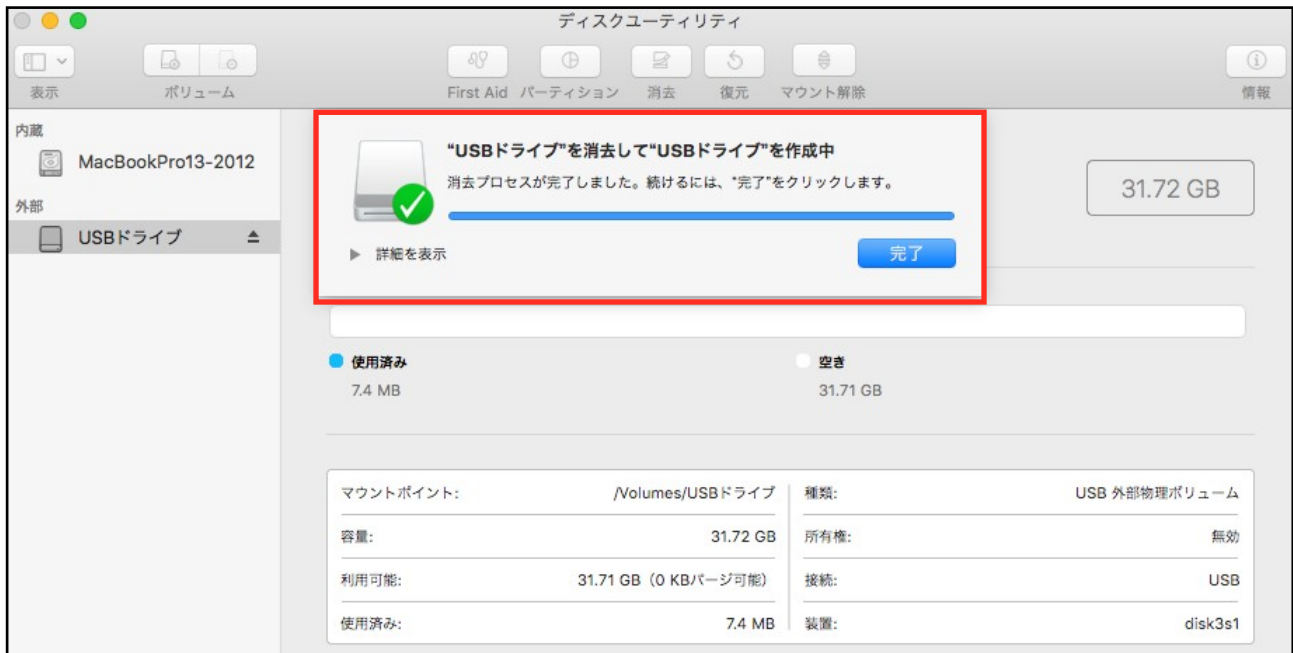 ディスクユーティリティ
表示
ボリューム
First Aid
パーティション
消去
復元
マウント解除
情報
内蔵
MacBookPro13-2012
外部
USBドライブ
“USBドライブ”を消去して“USBドライブ”を作成中
消去プロセスが完了しました。続けるには、“完了”をクリックします。
詳細を表示
完了
31.72 GB
使用済み
7.4 MB
空き
31.71 GB
マウントポイント: /Volumes/USBドライブ
種類: USB 外部物理ボリューム
容量: 31.72 GB
所有権: 無効
利用可能: 31.71 GB（0 KBパージ可能）
接続: USB
使用済み: 7.4 MB
装置: disk3s1